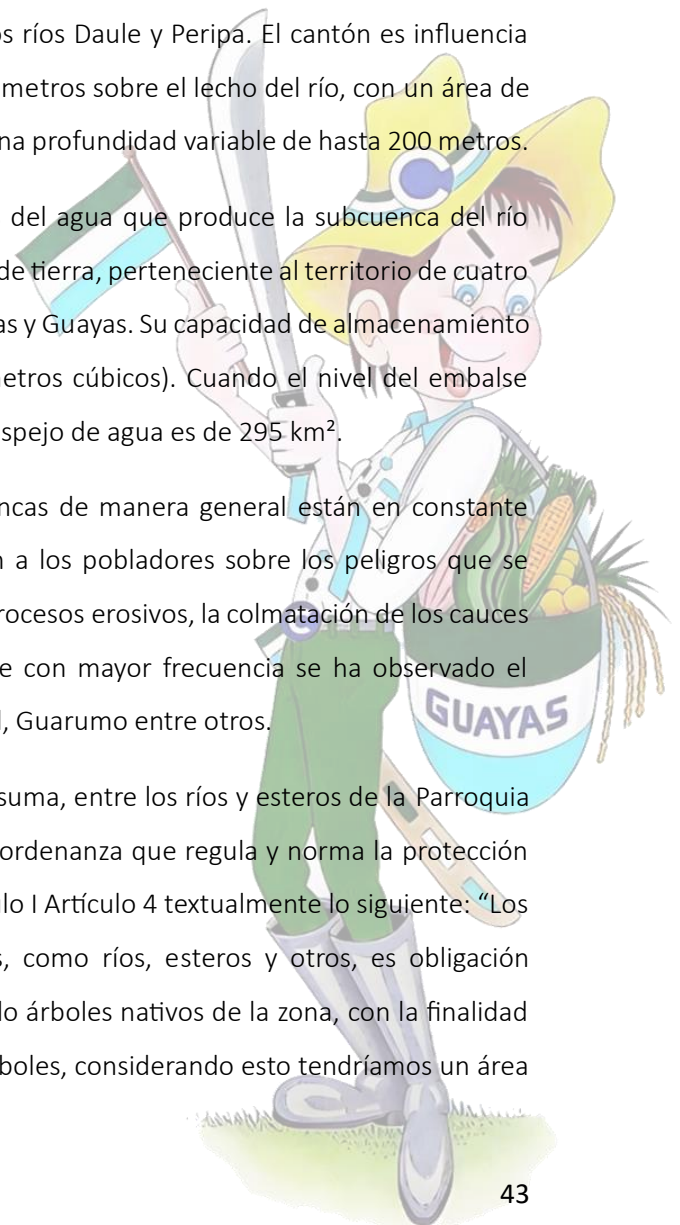 os ríos Daule y Peripa. El cantón es influencia
metros sobre el lecho del río, con un área de
na profundidad variable de hasta 200 metros.
del agua que produce la subcuenca del río
de tierra, perteneciente al territorio de cuatro
as y Guayas. Su capacidad de almacenamiento
netros cúbicos). Cuando el nivel del embalse
spejo de agua es de 295 km².
ncas de manera general están en constante
n a los pobladores sobre los peligros que se
rocesos erosivos, la colmatación de los cauces
e con mayor frecuencia se ha observado el
l, Guarumo entre otros.
GUAYAS
suma, entre los ríos y esteros de la Parroquia
ordenanza que regula y norma la protección
ulo I Artículo 4 textualmente lo siguiente: “Los
s, como ríos, esteros y otros, es obligación
do árboles nativos de la zona, con la finalidad
boles, considerando esto tendríamos un área
43